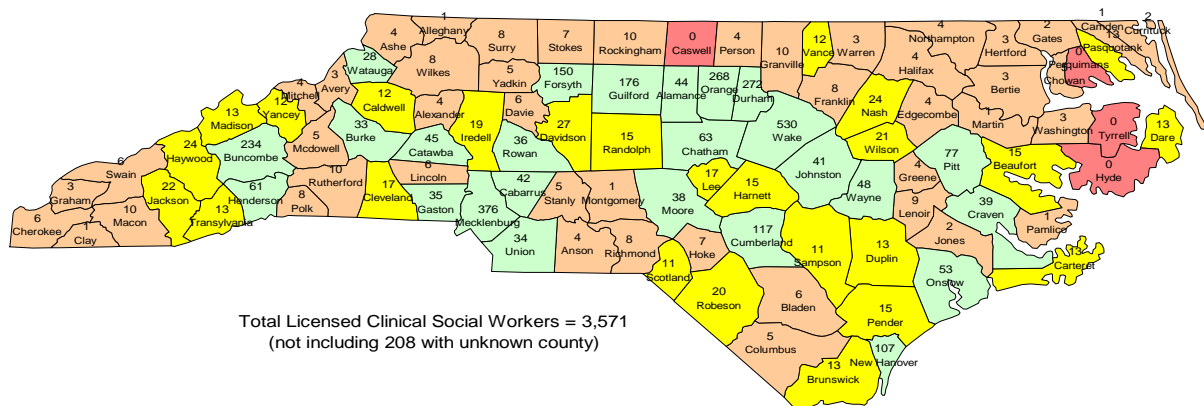 1
Alleghany
4
Ashe
8
Surry
7
Stokes
10
Rockingham
0
Caswell
4
Person
10
Granville
12
Vance
3
Warren
4
Northampton
3
Hertford
2
Gates
1
Camden
2
Currituck
13
Pasquotank
0
Perquimans
Chowan
28
Watauga
8
Wilkes
5
Yadkin
150
Forsyth
176
Guilford
44
Alamance
268
Orange
272
Durham
8
Franklin
4
Halifax
3
Bertie
4
Mitchell
3
Avery
12
Caldwell
4
Alexander
19
Iredell
6
Davie
27
Davidson
15
Randolph
63
Chatham
530
Wake
24
Nash
4
Edgecombe
1
Martin
3
Washington
0
Tyrrell
13
Dare
13
Madison
12
Yancey
5
Mcdowell
33
Burke
45
Catawba
36
Rowan
21
Wilson
77
Pitt
15
Beaufort
0
Hyde
6
Swain
24
Haywood
234
Buncombe
10
Rutherford
6
Lincoln
42
Cabarrus
5
Stanly
1
Montgomery
38
Moore
17
Lee
15
Harnett
41
Johnston
48
Wayne
4
Greene
9
Lenoir
39
Craven
1
Pamlico
3
Graham
22
Jackson
13
Transylvania
61
Henderson
8
Polk
17
Cleveland
35
Gaston
376
Mecklenburg
34
Union
4
Anson
8
Richmond
7
Hoke
117
Cumberland
11
Sampson
13
Duplin
2
Jones
13
Carteret
6
Cherokee
1
Clay
10
Macon
11
Scotland
20
Robeson
6
Bladen
15
Pender
53
Onslow
5
Columbus
13
Brunswick
107
New Hanover
Total Licensed Clinical Social Workers = 3,571
(not including 208 with unknown county)